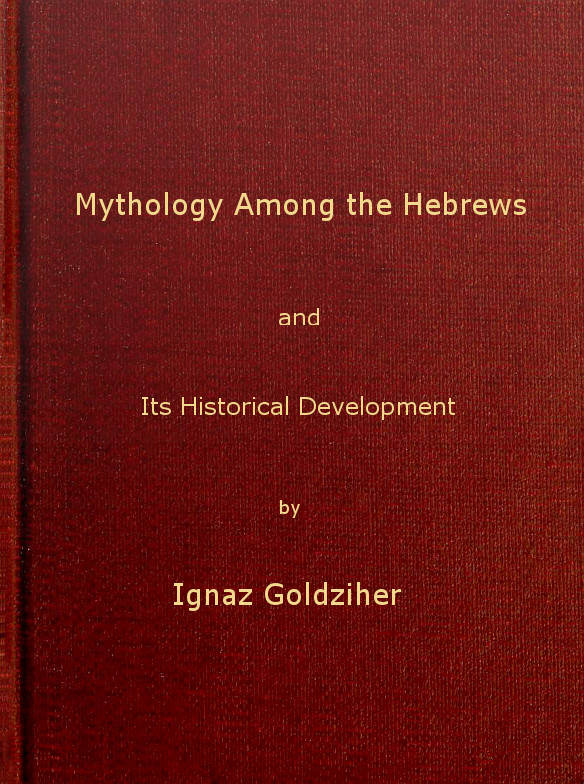 Mythology Among the Hebrews
and
Its Historical Development
by
Ignaz Goldziher